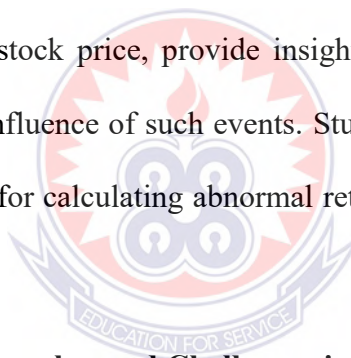 stock price, provide insigh
nfluence of such events. Stu
for calculating abnormal ret
EDUCATION FOR SERVICE